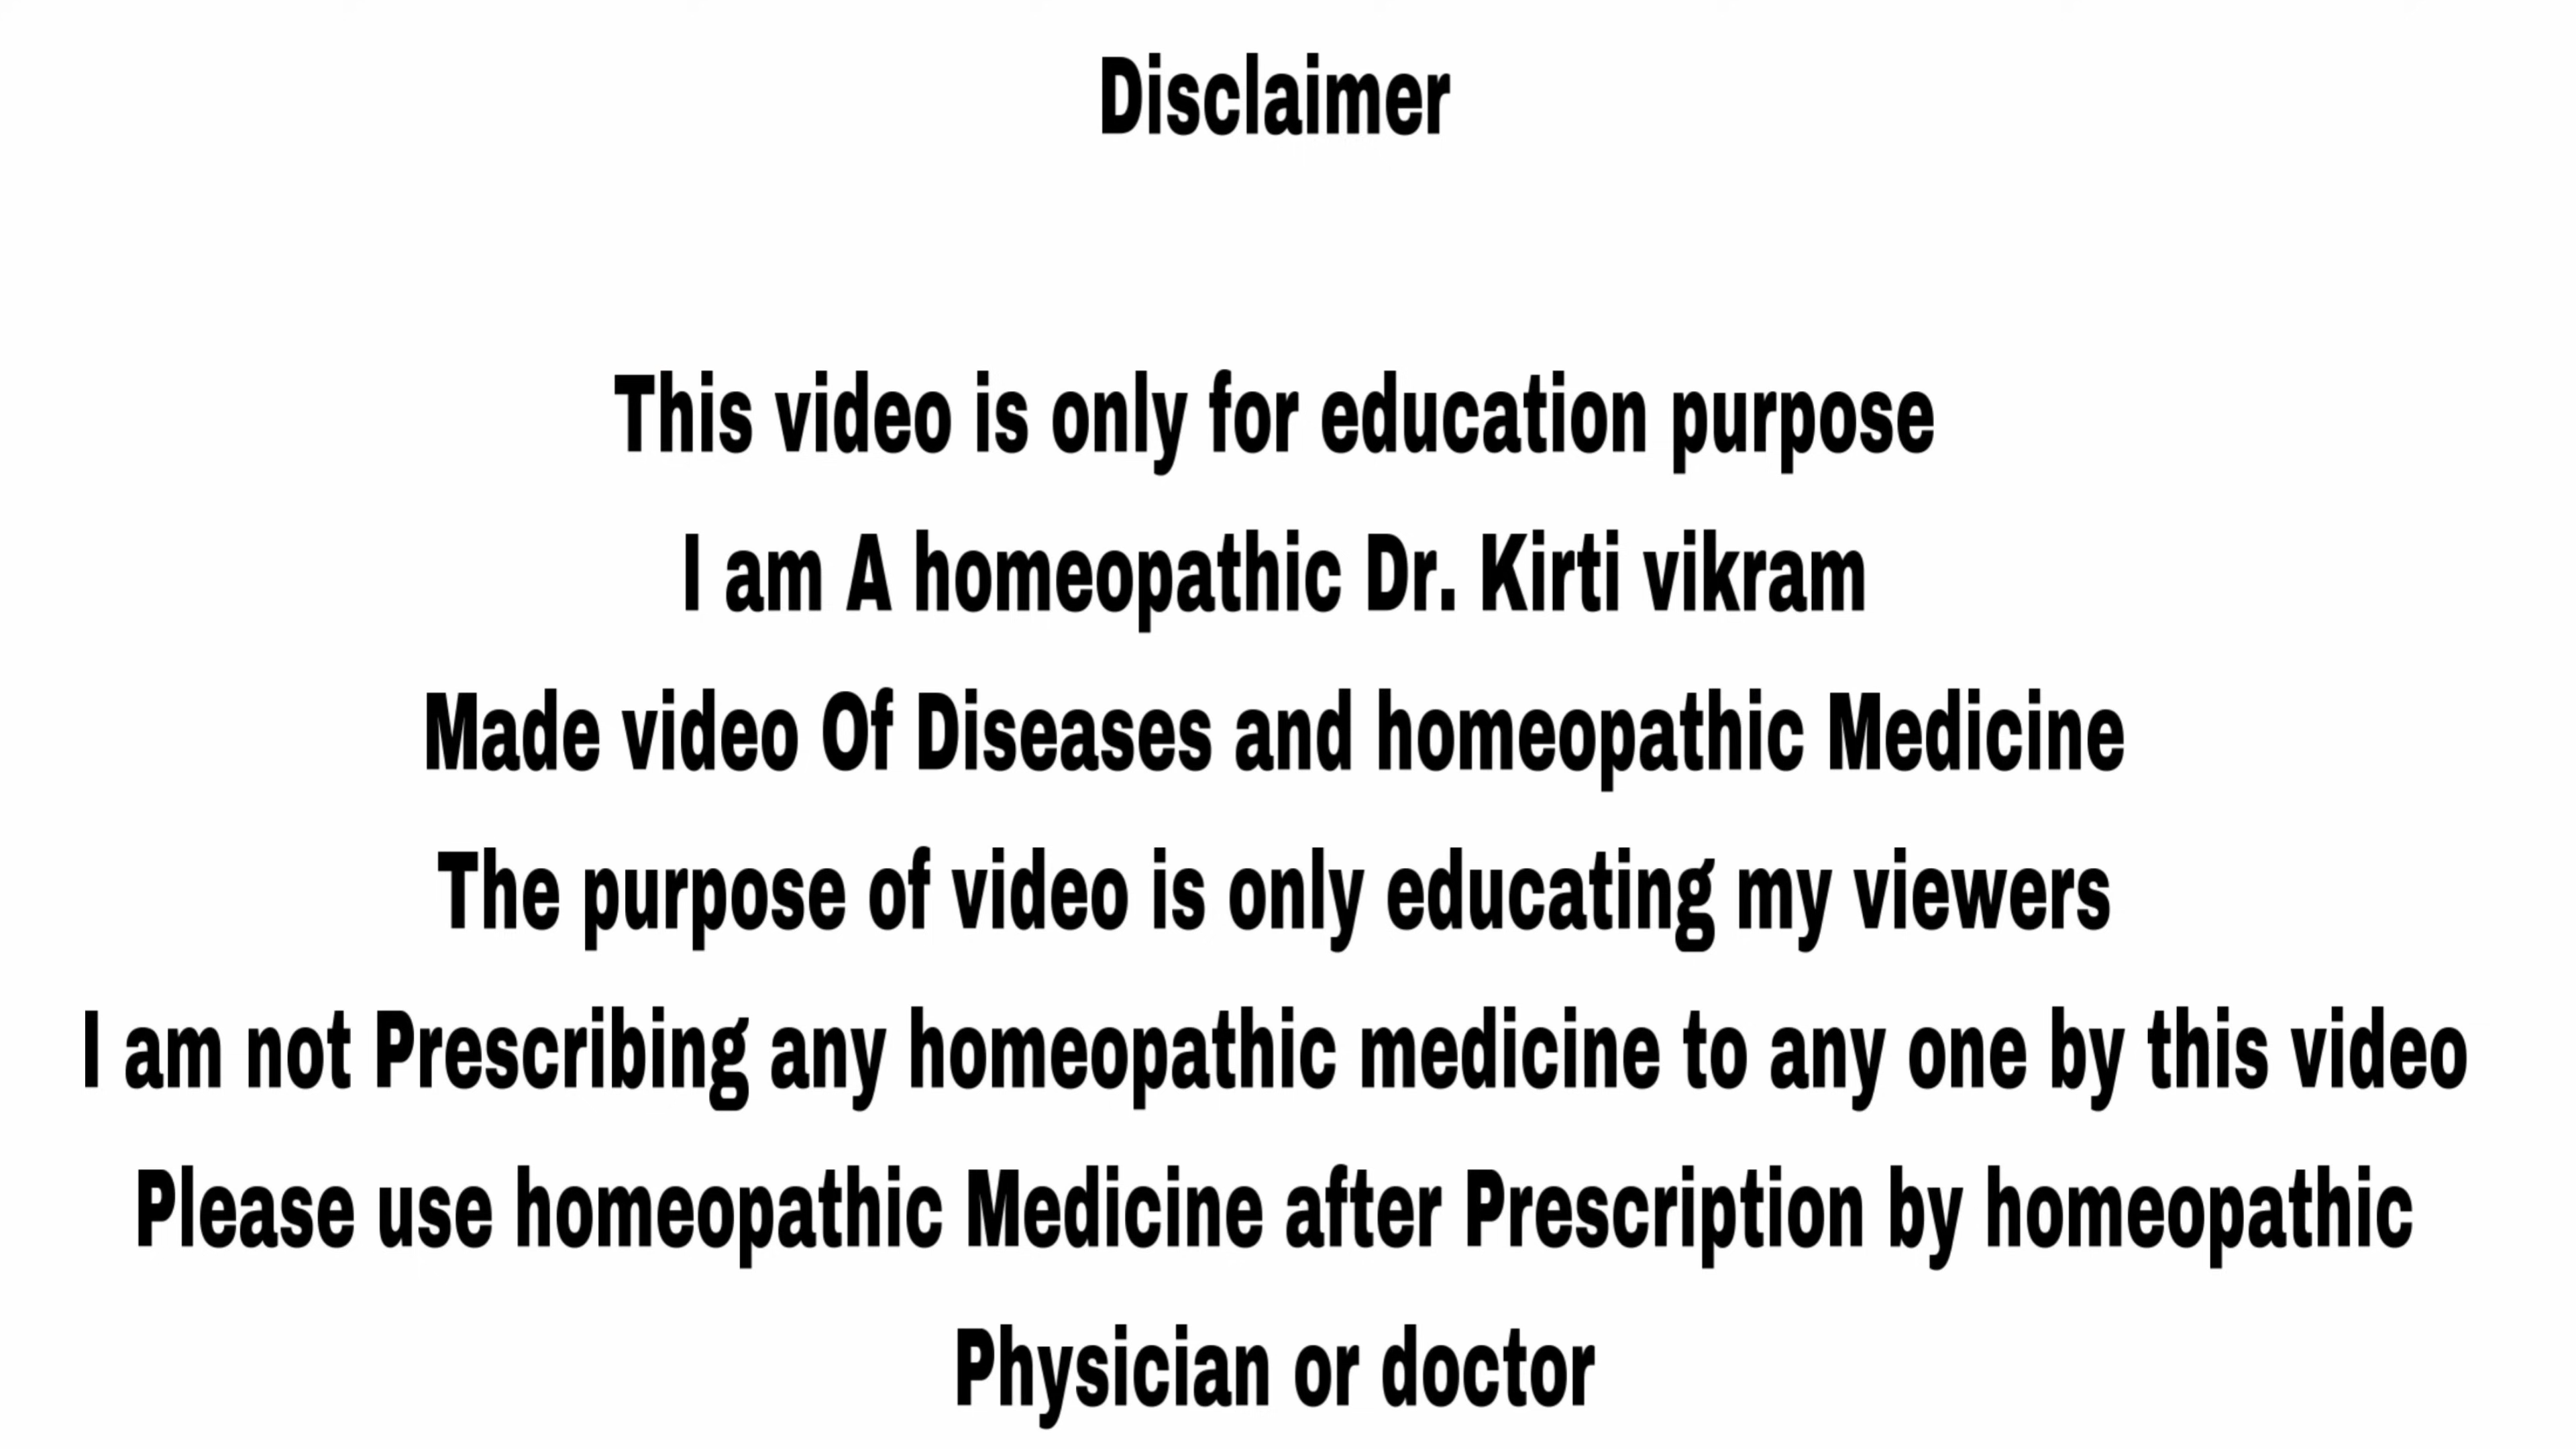 Disclaimer
This video is only for education purpose
I am A homeopathic Dr. Kirti vikram
Made video Of Diseases and homeopathic Medicine
The purpose of video is only educating my viewers
I am not Prescribing any homeopathic medicine to any one by this video
Please use homeopathic Medicine after Prescription by homeopathic
Physician or doctor